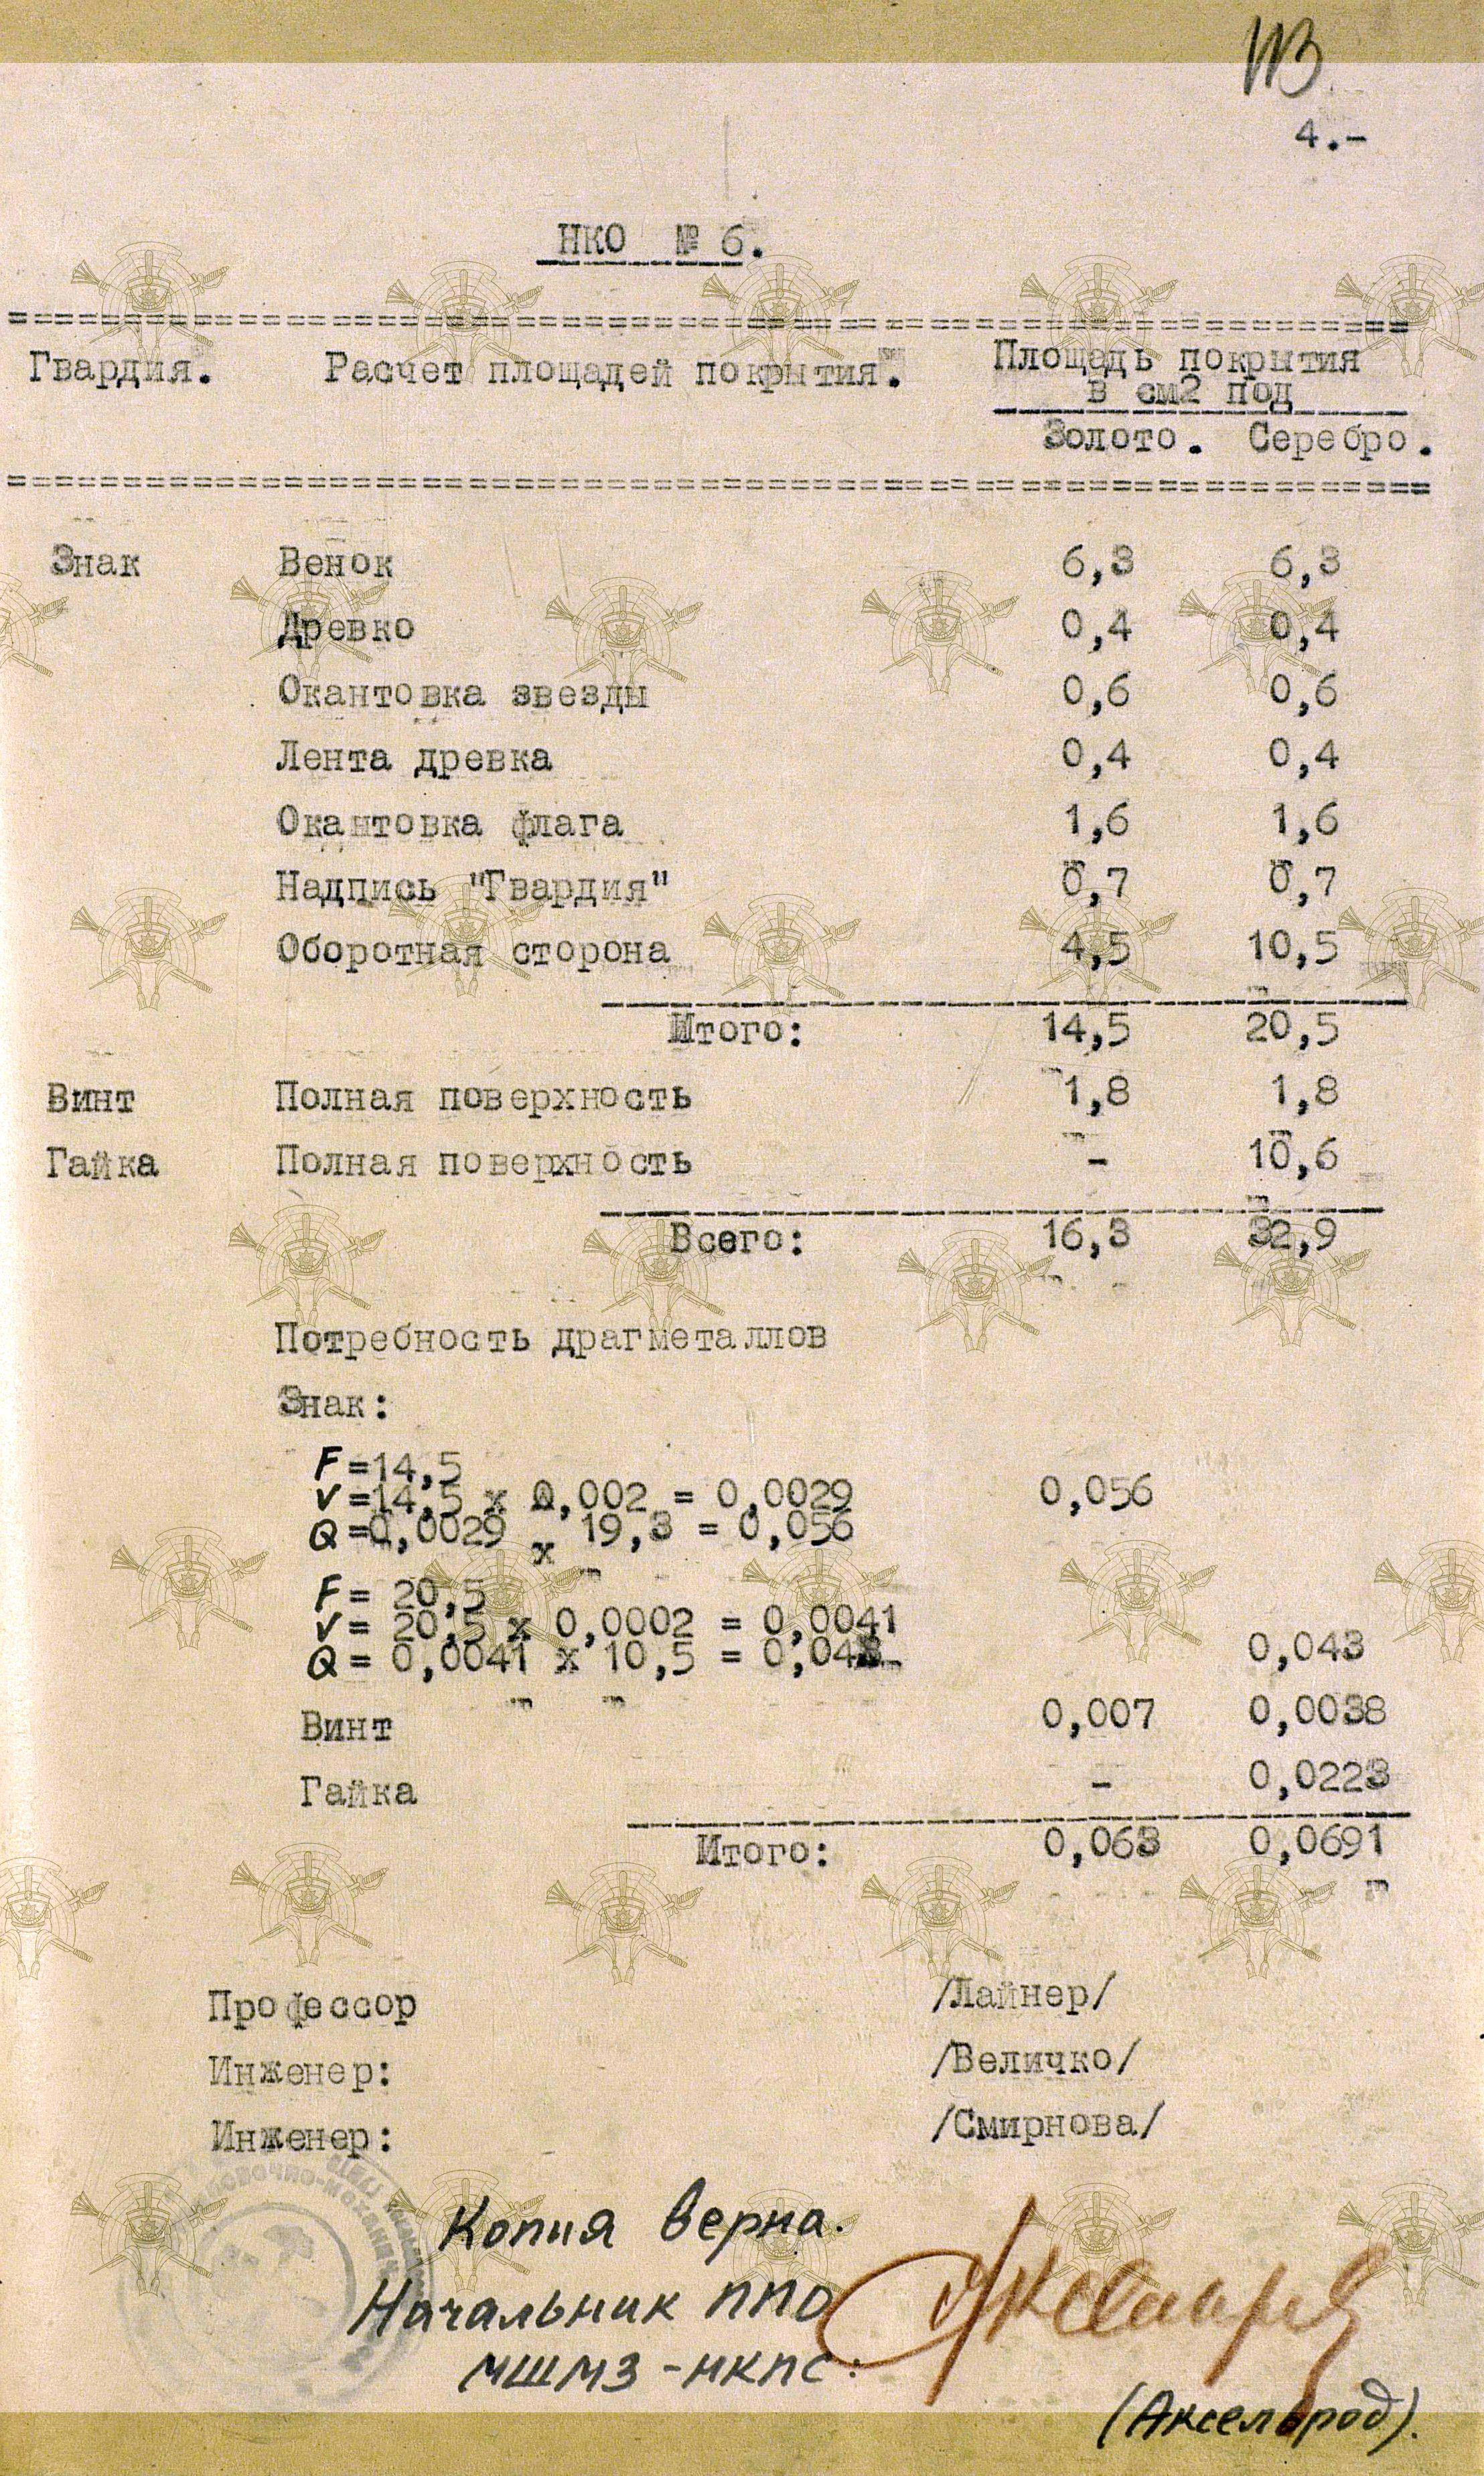 113
4.-
НКО № 6.
Гвардия. Расчет площадей покрытия. Площадь покрытия
в см2 под
Золото. Серебро.
Знак Венок 6,3 6,3
Древко 0,4 0,4
Окантовка звезды 0,6 0,6
Лента древка 0,4 0,4
Окантовка флага 1,6 1,6
Надпись "Гвардия" 0,7 0,7
Оборотная сторона 4,5 10,5
Итого: 14,5 20,5
Винт Полная поверхность 1,8 1,8
Гайка Полная поверхность - 10,6
Всего: 16,3 32,9
Потребность драгметаллов
Знак:
F=14,5
V=14,5 x 0,002 = 0,0029 0,056
Q=0,0029 x 19,3 = 0,056
F= 20,5
V= 20,5 x 0,0002 = 0,0041
Q= 0,0041 x 10,5 = 0,043 0,043
Винт 0,007 0,0038
Гайка - 0,0223
Итого: 0,063 0,0691
Профессор /Лайнер/
Инженер: /Величко/
Инженер: /Смирнова/
Копия верна.
Начальник ППО
МШМЗ-НКПС:
(Аксельрод).